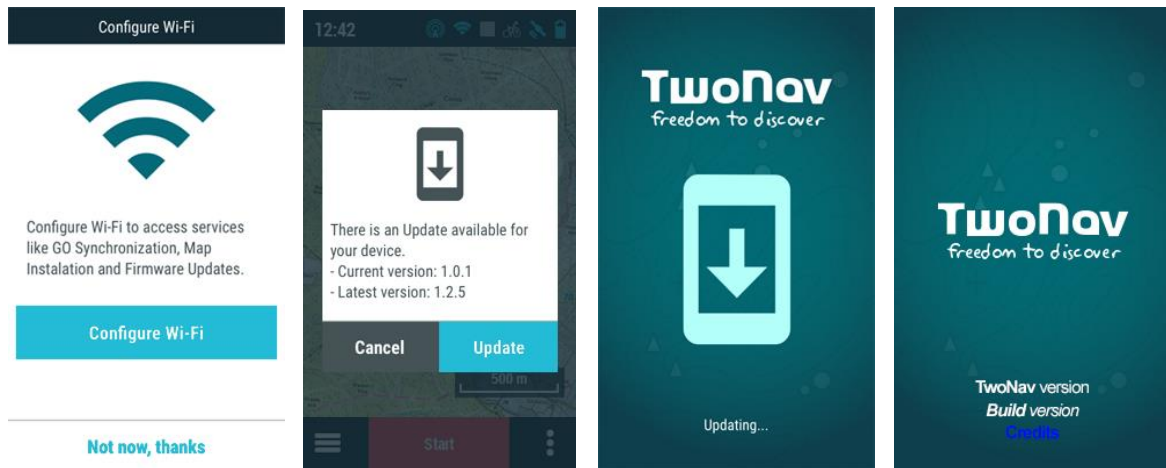 Configure Wi-Fi
Configure Wi-Fi to access services
like GO Synchronization, Map
Instalation and Firmware Updates.
Configure Wi-Fi
Not now, thanks
12:42
There is an Update available for
your device.
- Current version: 1.0.1
- Latest version: 1.2.5
Cancel
Update
500 m
Start
TwoNav
freedom to discover
Updating...
TwoNav
freedom to discover
TwoNav version
Build version
Credits